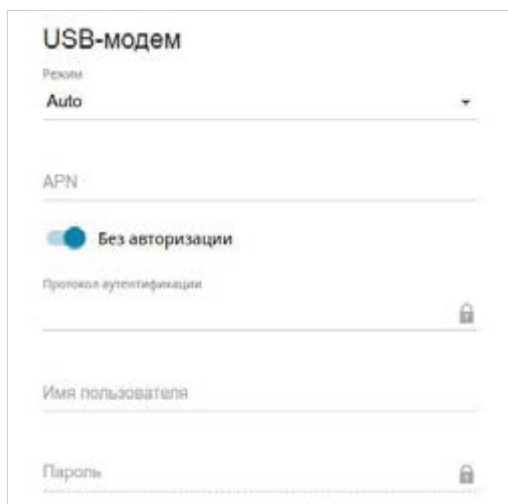 USB-модем
Режим
Auto
APN
Без авторизации
Протокол аутентификации
Имя пользователя
Пароль